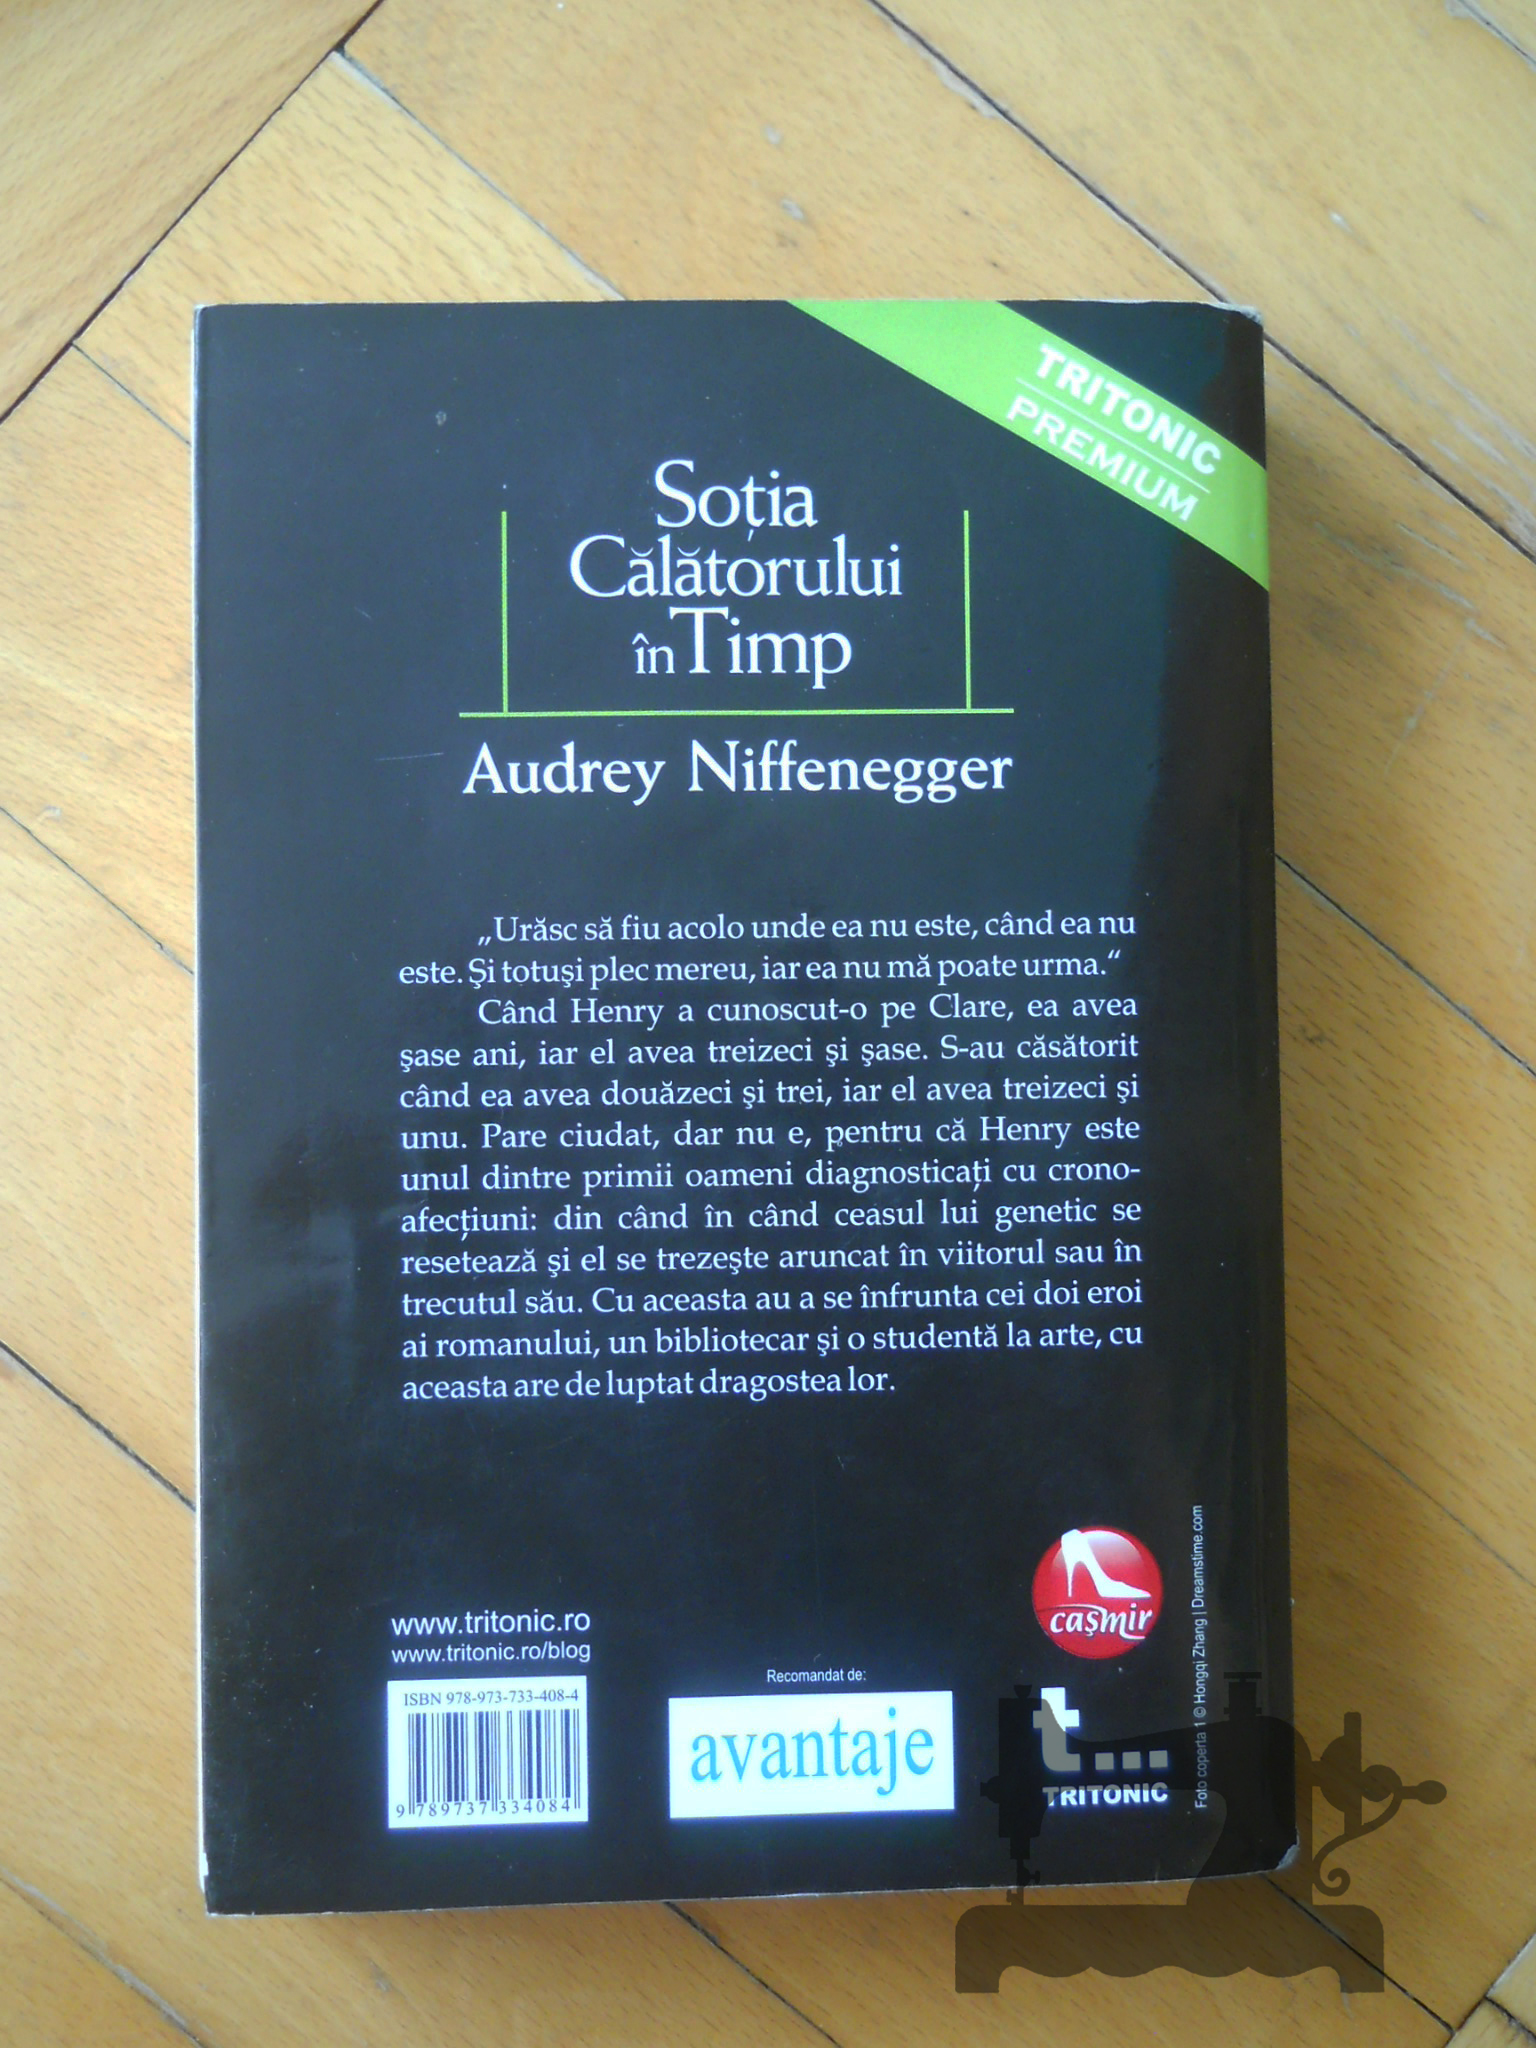 TRITONIC
PREMIUM
Soția
Călătorului
în Timp
Audrey Niffenegger
„Urăsc să fiu acolo unde ea nu este, când ea nu
este. Şi totuşi plec mereu, iar ea nu mă poate urma.“
Când Henry a cunoscut-o pe Clare, ea avea
şase ani, iar el avea treizeci şi şase. S-au căsătorit
când ea avea douăzeci şi trei, iar el avea treizeci şi
unu. Pare ciudat, dar nu e, pentru că Henry este
unul dintre primii oameni diagnosticaţi cu crono-
afecţiuni: din când în când ceasul lui genetic se
resetează şi el se trezeşte aruncat în viitorul sau în
trecutul său. Cu aceasta au a se înfrunta cei doi eroi
ai romanului, un bibliotecar şi o studentă la arte, cu
aceasta are de luptat dragostea lor.
www.tritonic.ro
www.tritonic.ro/blog
ISBN 978-973-733-408-4
9 789737 334084
Recomandat de:
avantaje
caşmir
t...
TRITONIC
Foto coperta 1 © Hongqi Zhang | Dreamstime.com